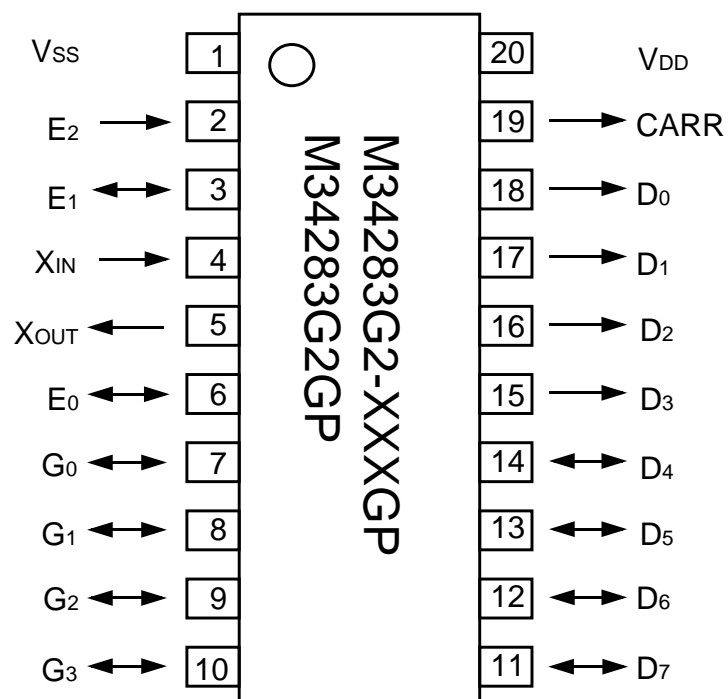 VSS 1 20 VDD
E2 2 19 CARR
E1 3 18 D0
XIN 4 17 D1
XOUT 5 16 D2
E0 6 15 D3
G0 7 14 D4
G1 8 13 D5
G2 9 12 D6
G3 10 11 D7
M34283G2-XXXGP
M34283G2GP